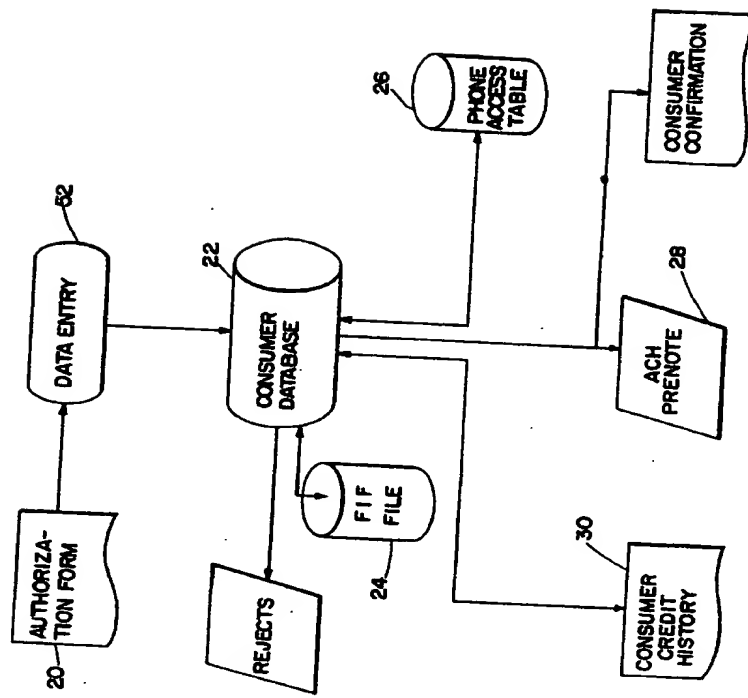 20
AUTHORIZA-
TION FORM
DATA ENTRY
52
REJECTS
CONSUMER
DATABASE
22
FIF
FILE
24
PHONE
ACCESS
TABLE
26
CONSUMER
CREDIT
HISTORY
30
ACH
PRENOTE
28
CONSUMER
CONFIRMATION